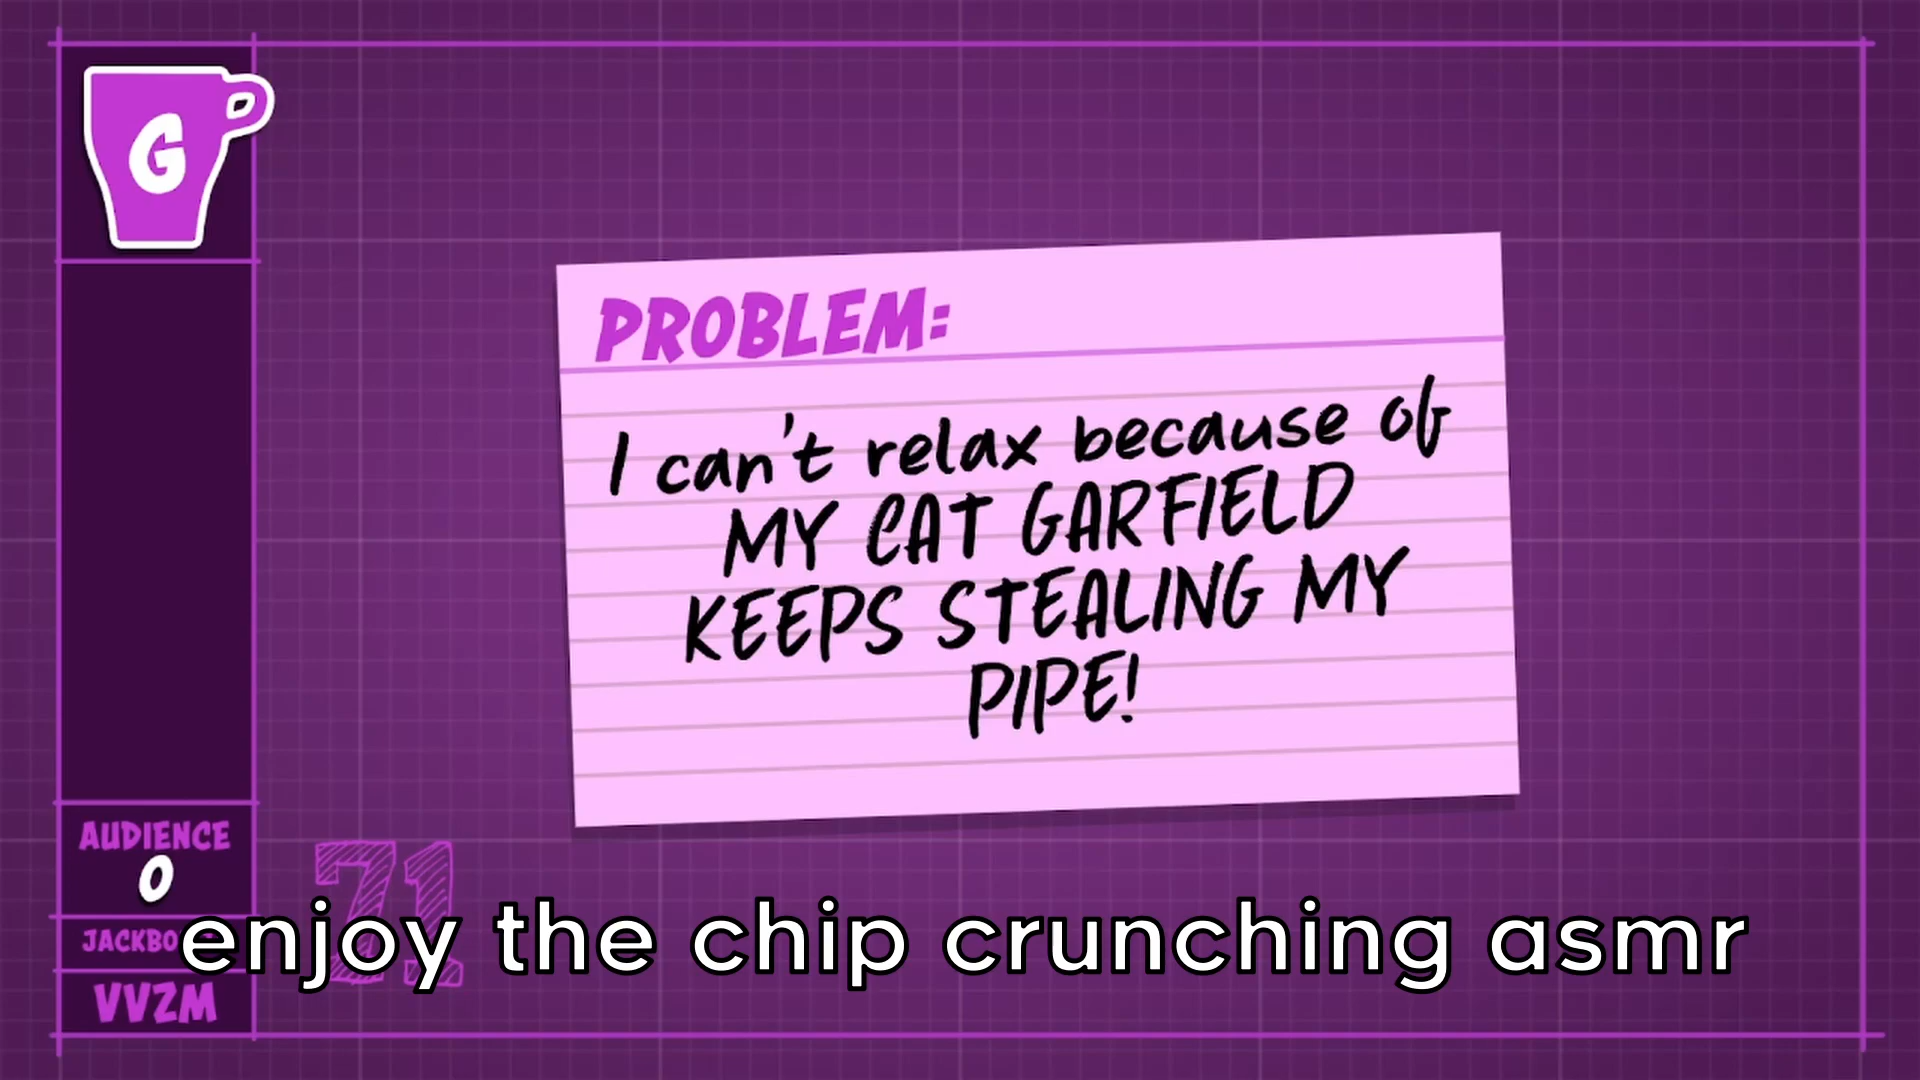 G
PROBLEM:
I can't relax because of
MY CAT GARFIELD
KEEPS STEALING MY
PIPE!
AUDIENCE
0
71
enjoy the chip crunching asmr
VVZM